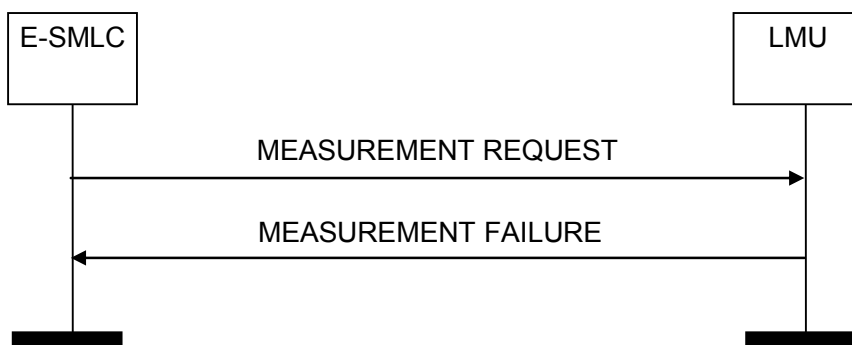 E-SMLC
LMU
MEASUREMENT REQUEST
MEASUREMENT FAILURE